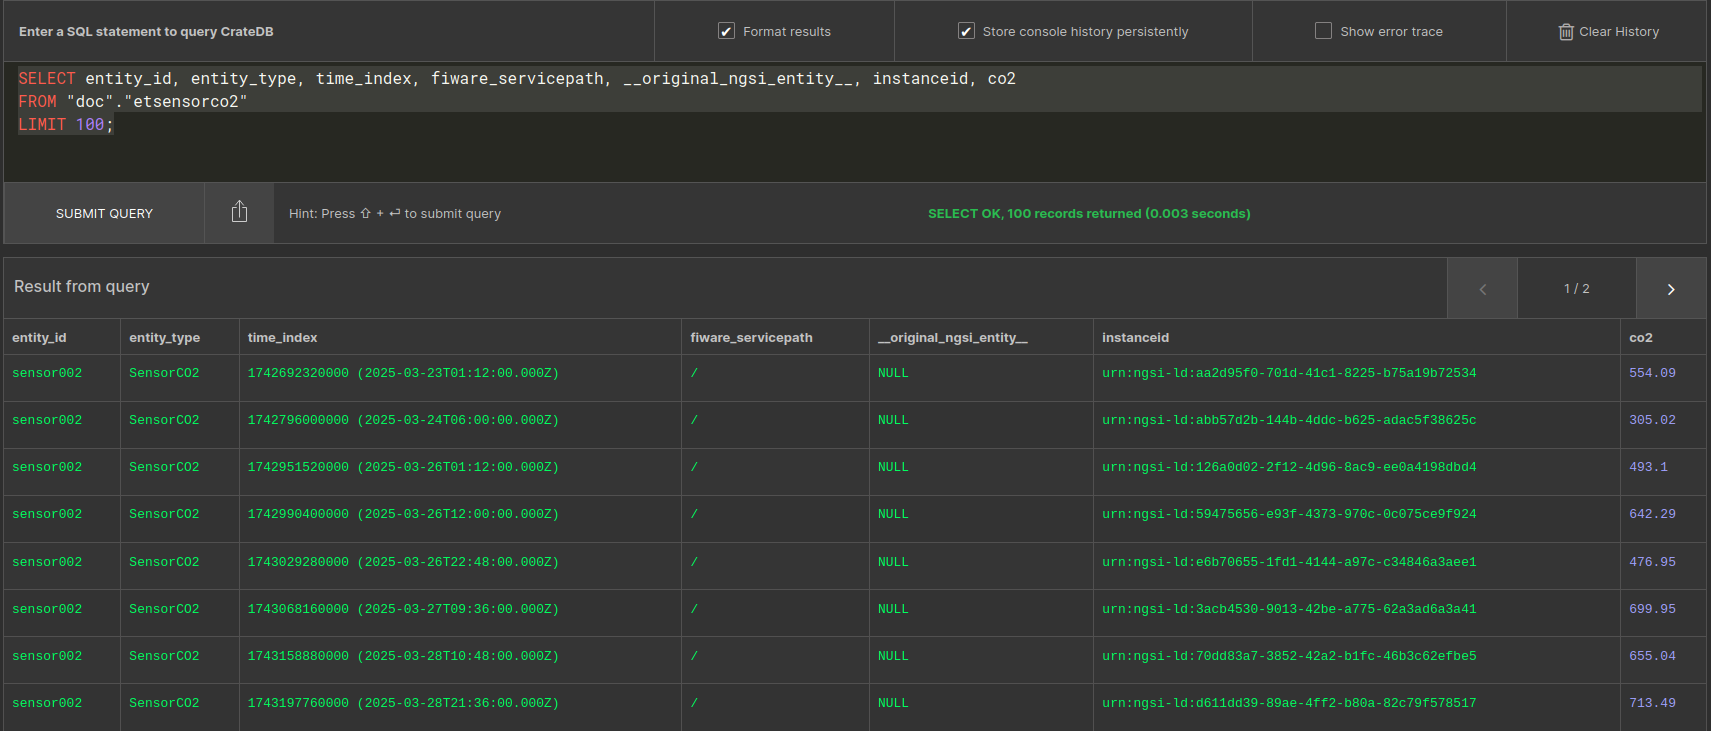 Enter a SQL statement to query CrateDB
Format results
Store console history persistently
Show error trace
Clear History
SELECT entity_id, entity_type, time_index, fiware_servicepath, __original_ngsi_entity__, instanceid, co2
FROM "doc"."etsensorco2"
LIMIT 100;
SUBMIT QUERY
Hint: Press ⇧ + ⏎ to submit query
SELECT OK, 100 records returned (0.003 seconds)
Result from query
1 / 2
entity_id entity_type time_index fiware_servicepath __original_ngsi_entity__ instanceid co2
sensor002 SensorCO2 1742692320000 (2025-03-23T01:12:00.000Z) / NULL urn:ngsi-ld:aa2d95f0-701d-41c1-8225-b75a19b72534 554.09
sensor002 SensorCO2 1742796000000 (2025-03-24T06:00:00.000Z) / NULL urn:ngsi-ld:abb57d2b-144b-4ddc-b625-adac5f38625c 305.02
sensor002 SensorCO2 1742951520000 (2025-03-26T01:12:00.000Z) / NULL urn:ngsi-ld:126a0d02-2f12-4d96-8ac9-ee0a4198dbd4 493.1
sensor002 SensorCO2 1742990400000 (2025-03-26T12:00:00.000Z) / NULL urn:ngsi-ld:59475656-e93f-4373-970c-0c075ce9f924 642.29
sensor002 SensorCO2 1743029280000 (2025-03-26T22:48:00.000Z) / NULL urn:ngsi-ld:e6b70655-1fd1-4144-a97c-c34846a3aee1 476.95
sensor002 SensorCO2 1743068160000 (2025-03-27T09:36:00.000Z) / NULL urn:ngsi-ld:3acb4530-9013-42be-a775-62a3ad6a3a41 699.95
sensor002 SensorCO2 1743158880000 (2025-03-28T10:48:00.000Z) / NULL urn:ngsi-ld:70dd83a7-3852-42a2-b1fc-46b3c62efbe5 655.04
sensor002 SensorCO2 1743197760000 (2025-03-28T21:36:00.000Z) / NULL urn:ngsi-ld:d611dd39-89ae-4ff2-b80a-82c79f578517 713.49